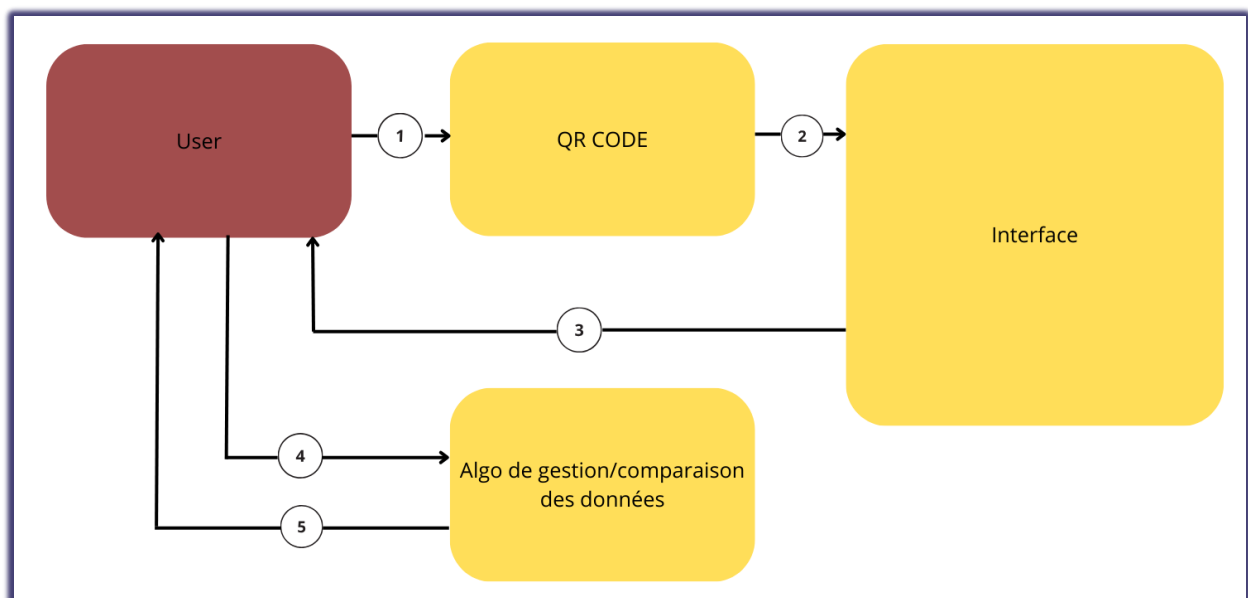 User
1
QR CODE
2
Interface
3
4
Algo de gestion/comparaison
des données
5